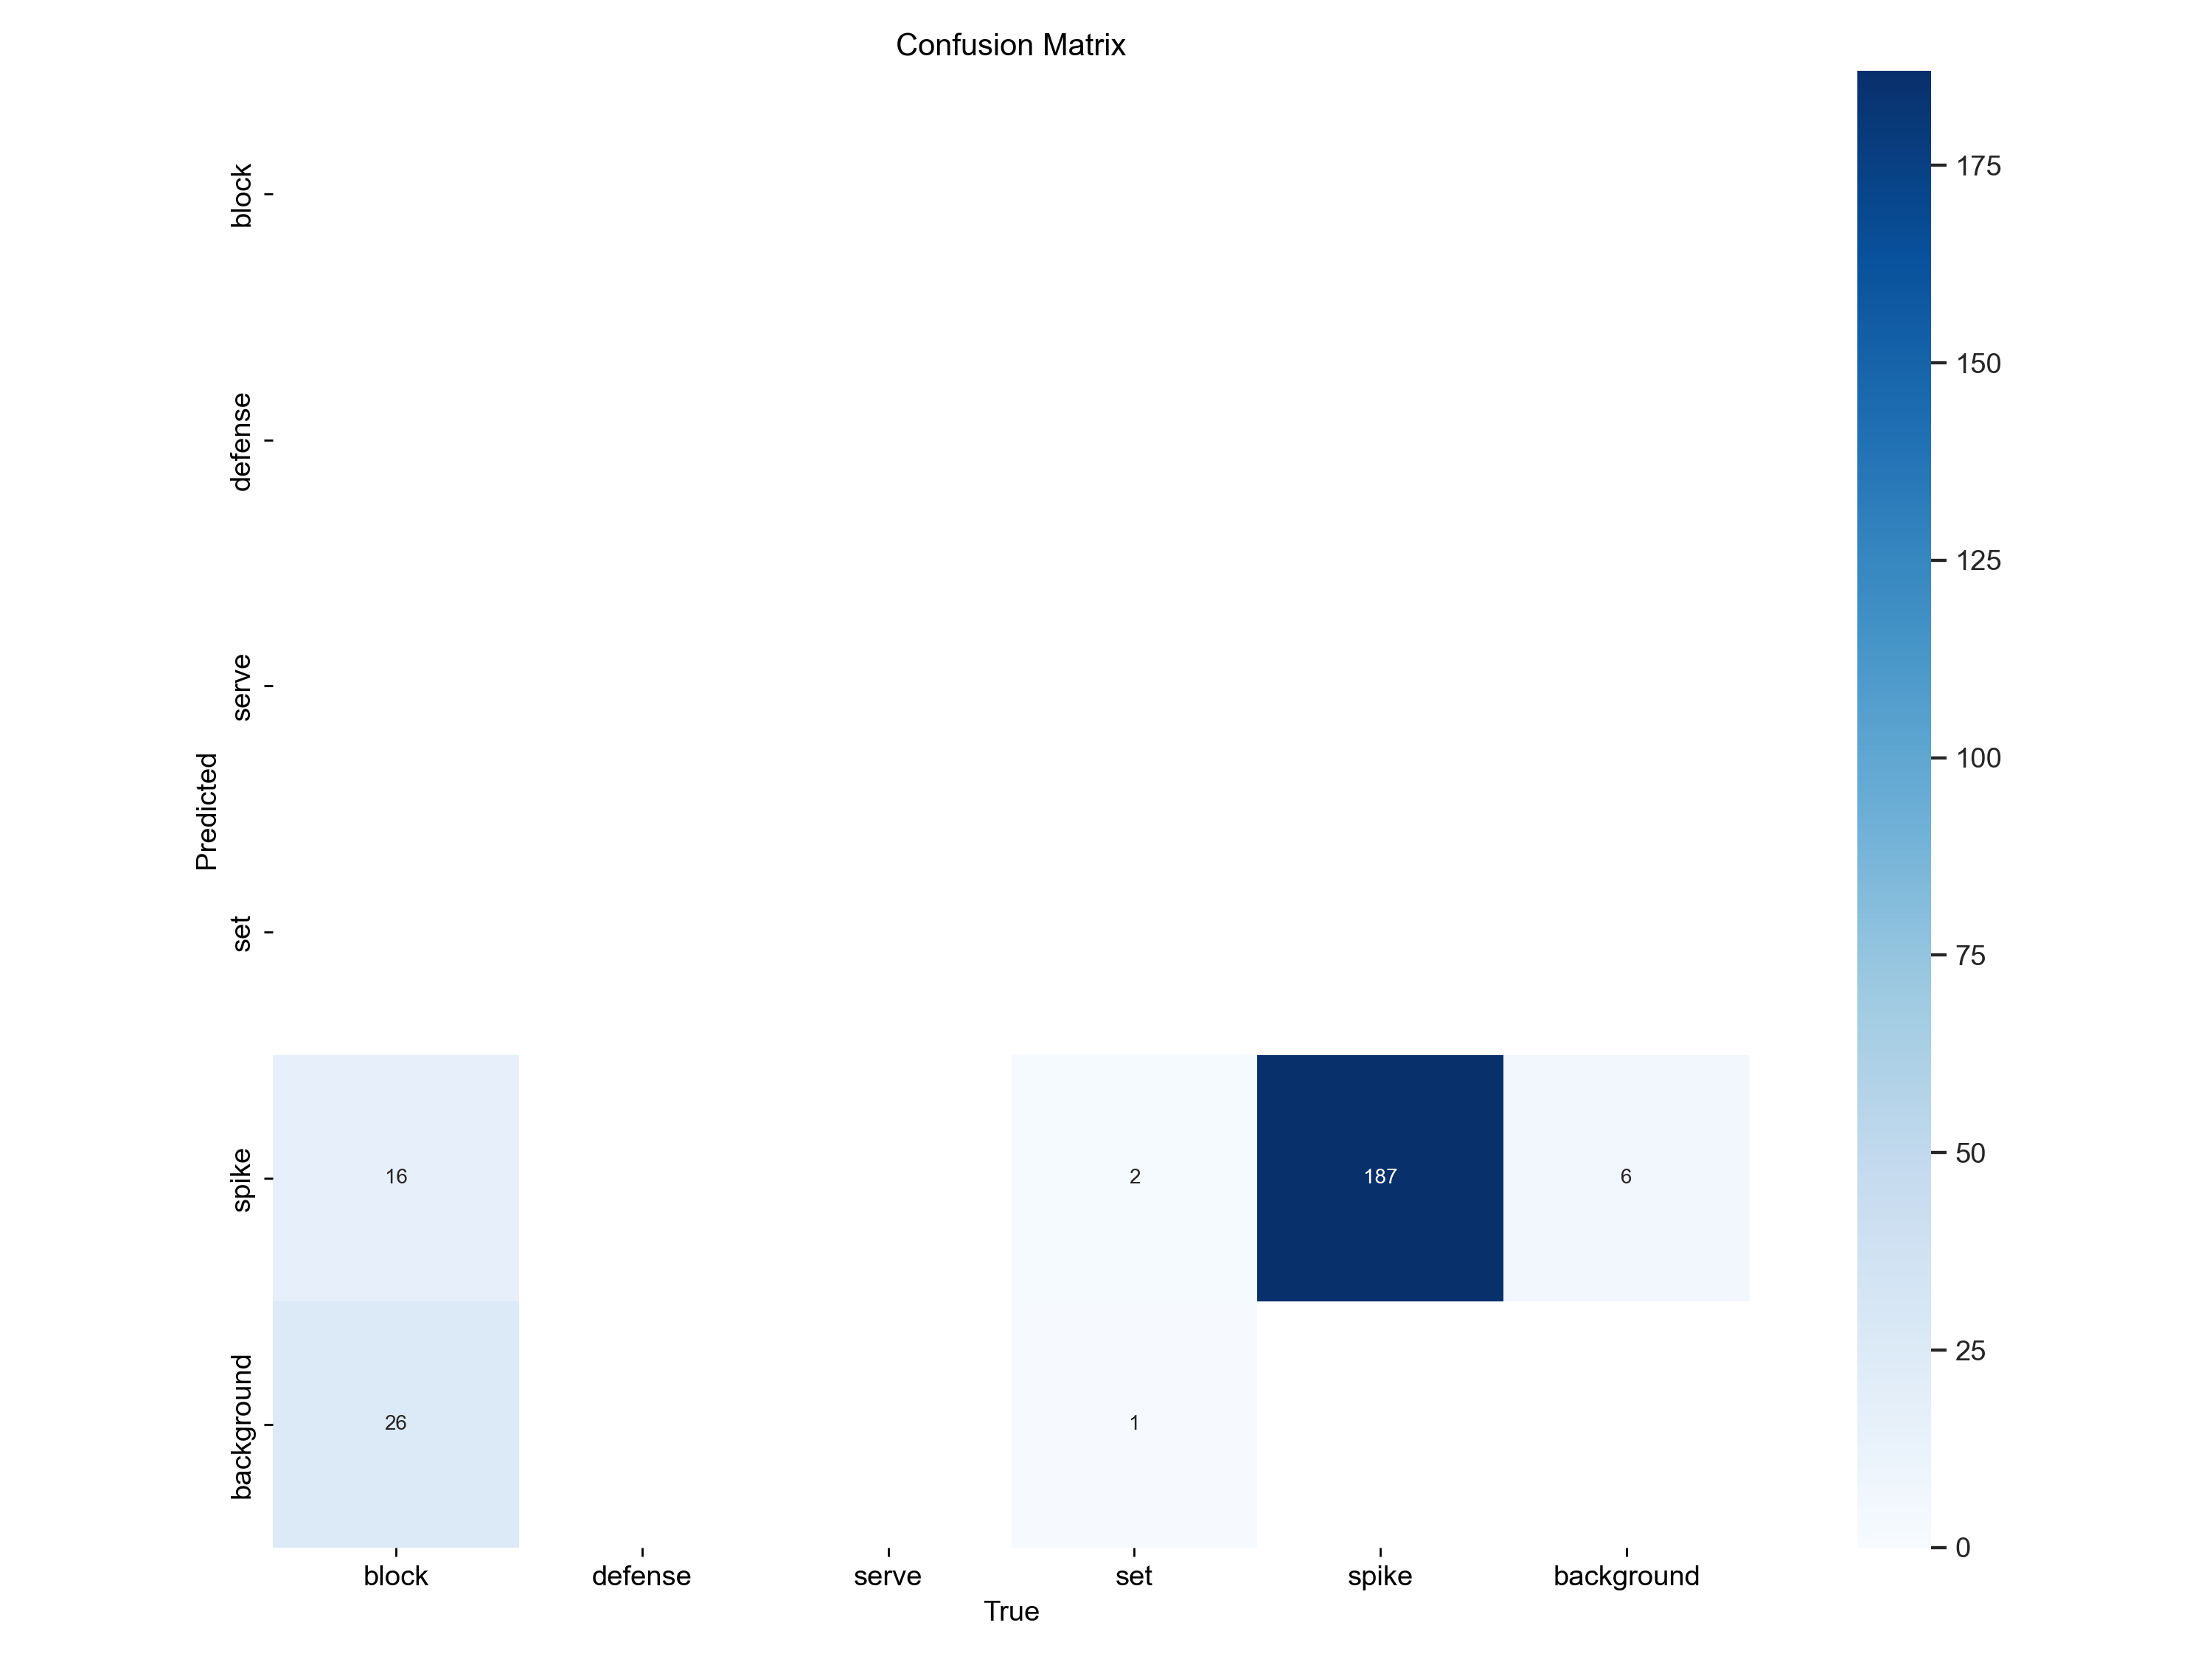 Confusion Matrix
block
defense
serve
set
spike
background
Predicted
16
2
187
6
26
1
block
defense
serve
set
spike
background
True
175
150
125
100
75
50
25
0